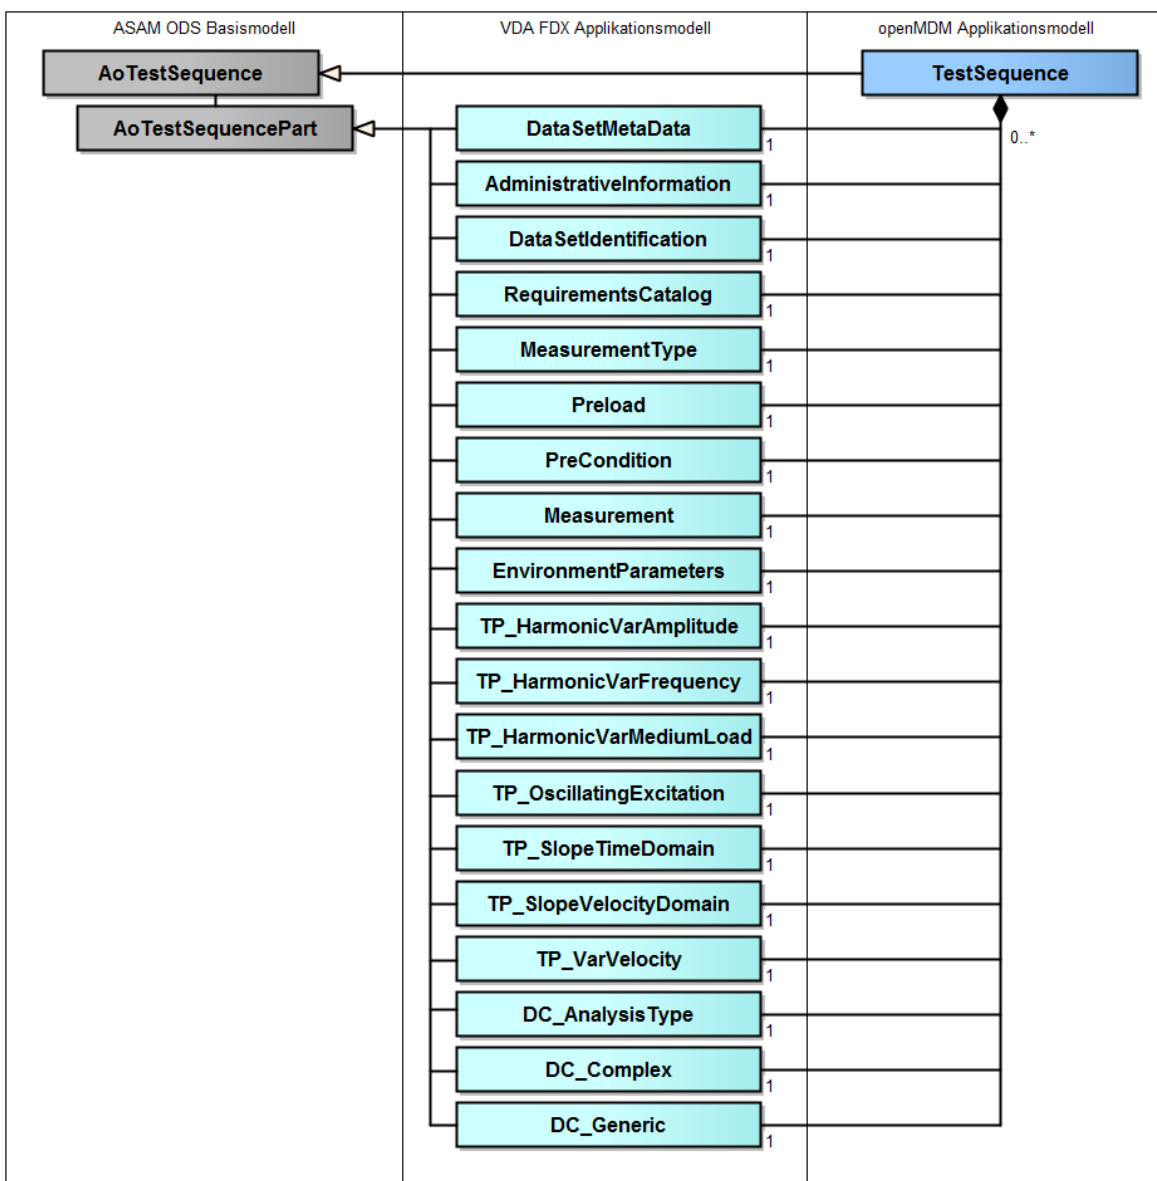 ASAM ODS Basismodell
VDA FDX Applikationsmodell
openMDM Applikationsmodell
AoTestSequence
TestSequence
AoTestSequencePart
DataSetMetaData
1
0..*
AdministrativeInformation
1
DataSetIdentification
1
RequirementsCatalog
1
MeasurementType
1
Preload
1
PreCondition
1
Measurement
1
EnvironmentParameters
1
TP_HarmonicVarAmplitude
1
TP_HarmonicVarFrequency
1
TP_HarmonicVarMediumLoad
1
TP_OscillatingExcitation
1
TP_SlopeTimeDomain
1
TP_SlopeVelocityDomain
1
TP_VarVelocity
1
DC_AnalysisType
1
DC_Complex
1
DC_Generic
1